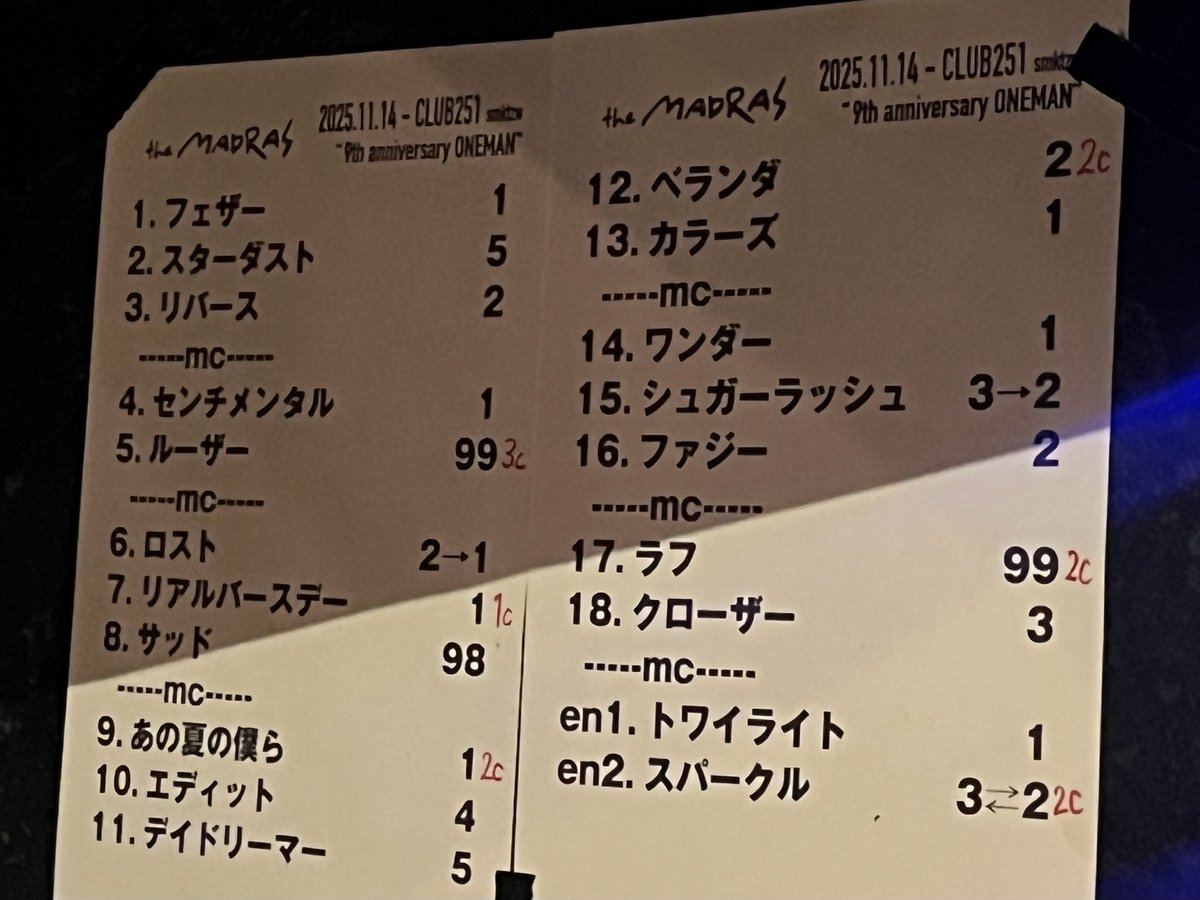 the MADRAS 2025.11.14 - CLUB251 smktzw
"9th anniversary ONEMAN"
1. フェザー 1
2. スターダスト 5
3. リバース 2
-----mc-----
4. センチメンタル 1
5. ルーザー 99 3c
-----mc-----
6. ロスト 2→1
7. リアルバースデー 1 1c
8. サッド 98
-----mc-----
9. あの夏の僕ら 1 2c
10. エディット 4
11. デイドリーマー 5
the MADRAS 2025.11.14 - CLUB251
"9th anniversary ONEMAN"
12. ベランダ 2 2c
13. カラーズ 1
-----mc-----
14. ワンダー 1
15. シュガーラッシュ 3→2
16. ファジー 2
-----mc-----
17. ラフ 99 2c
18. クローザー 3
-----mc-----
en1. トワイライト 1
en2. スパークル 3⇄2 2c